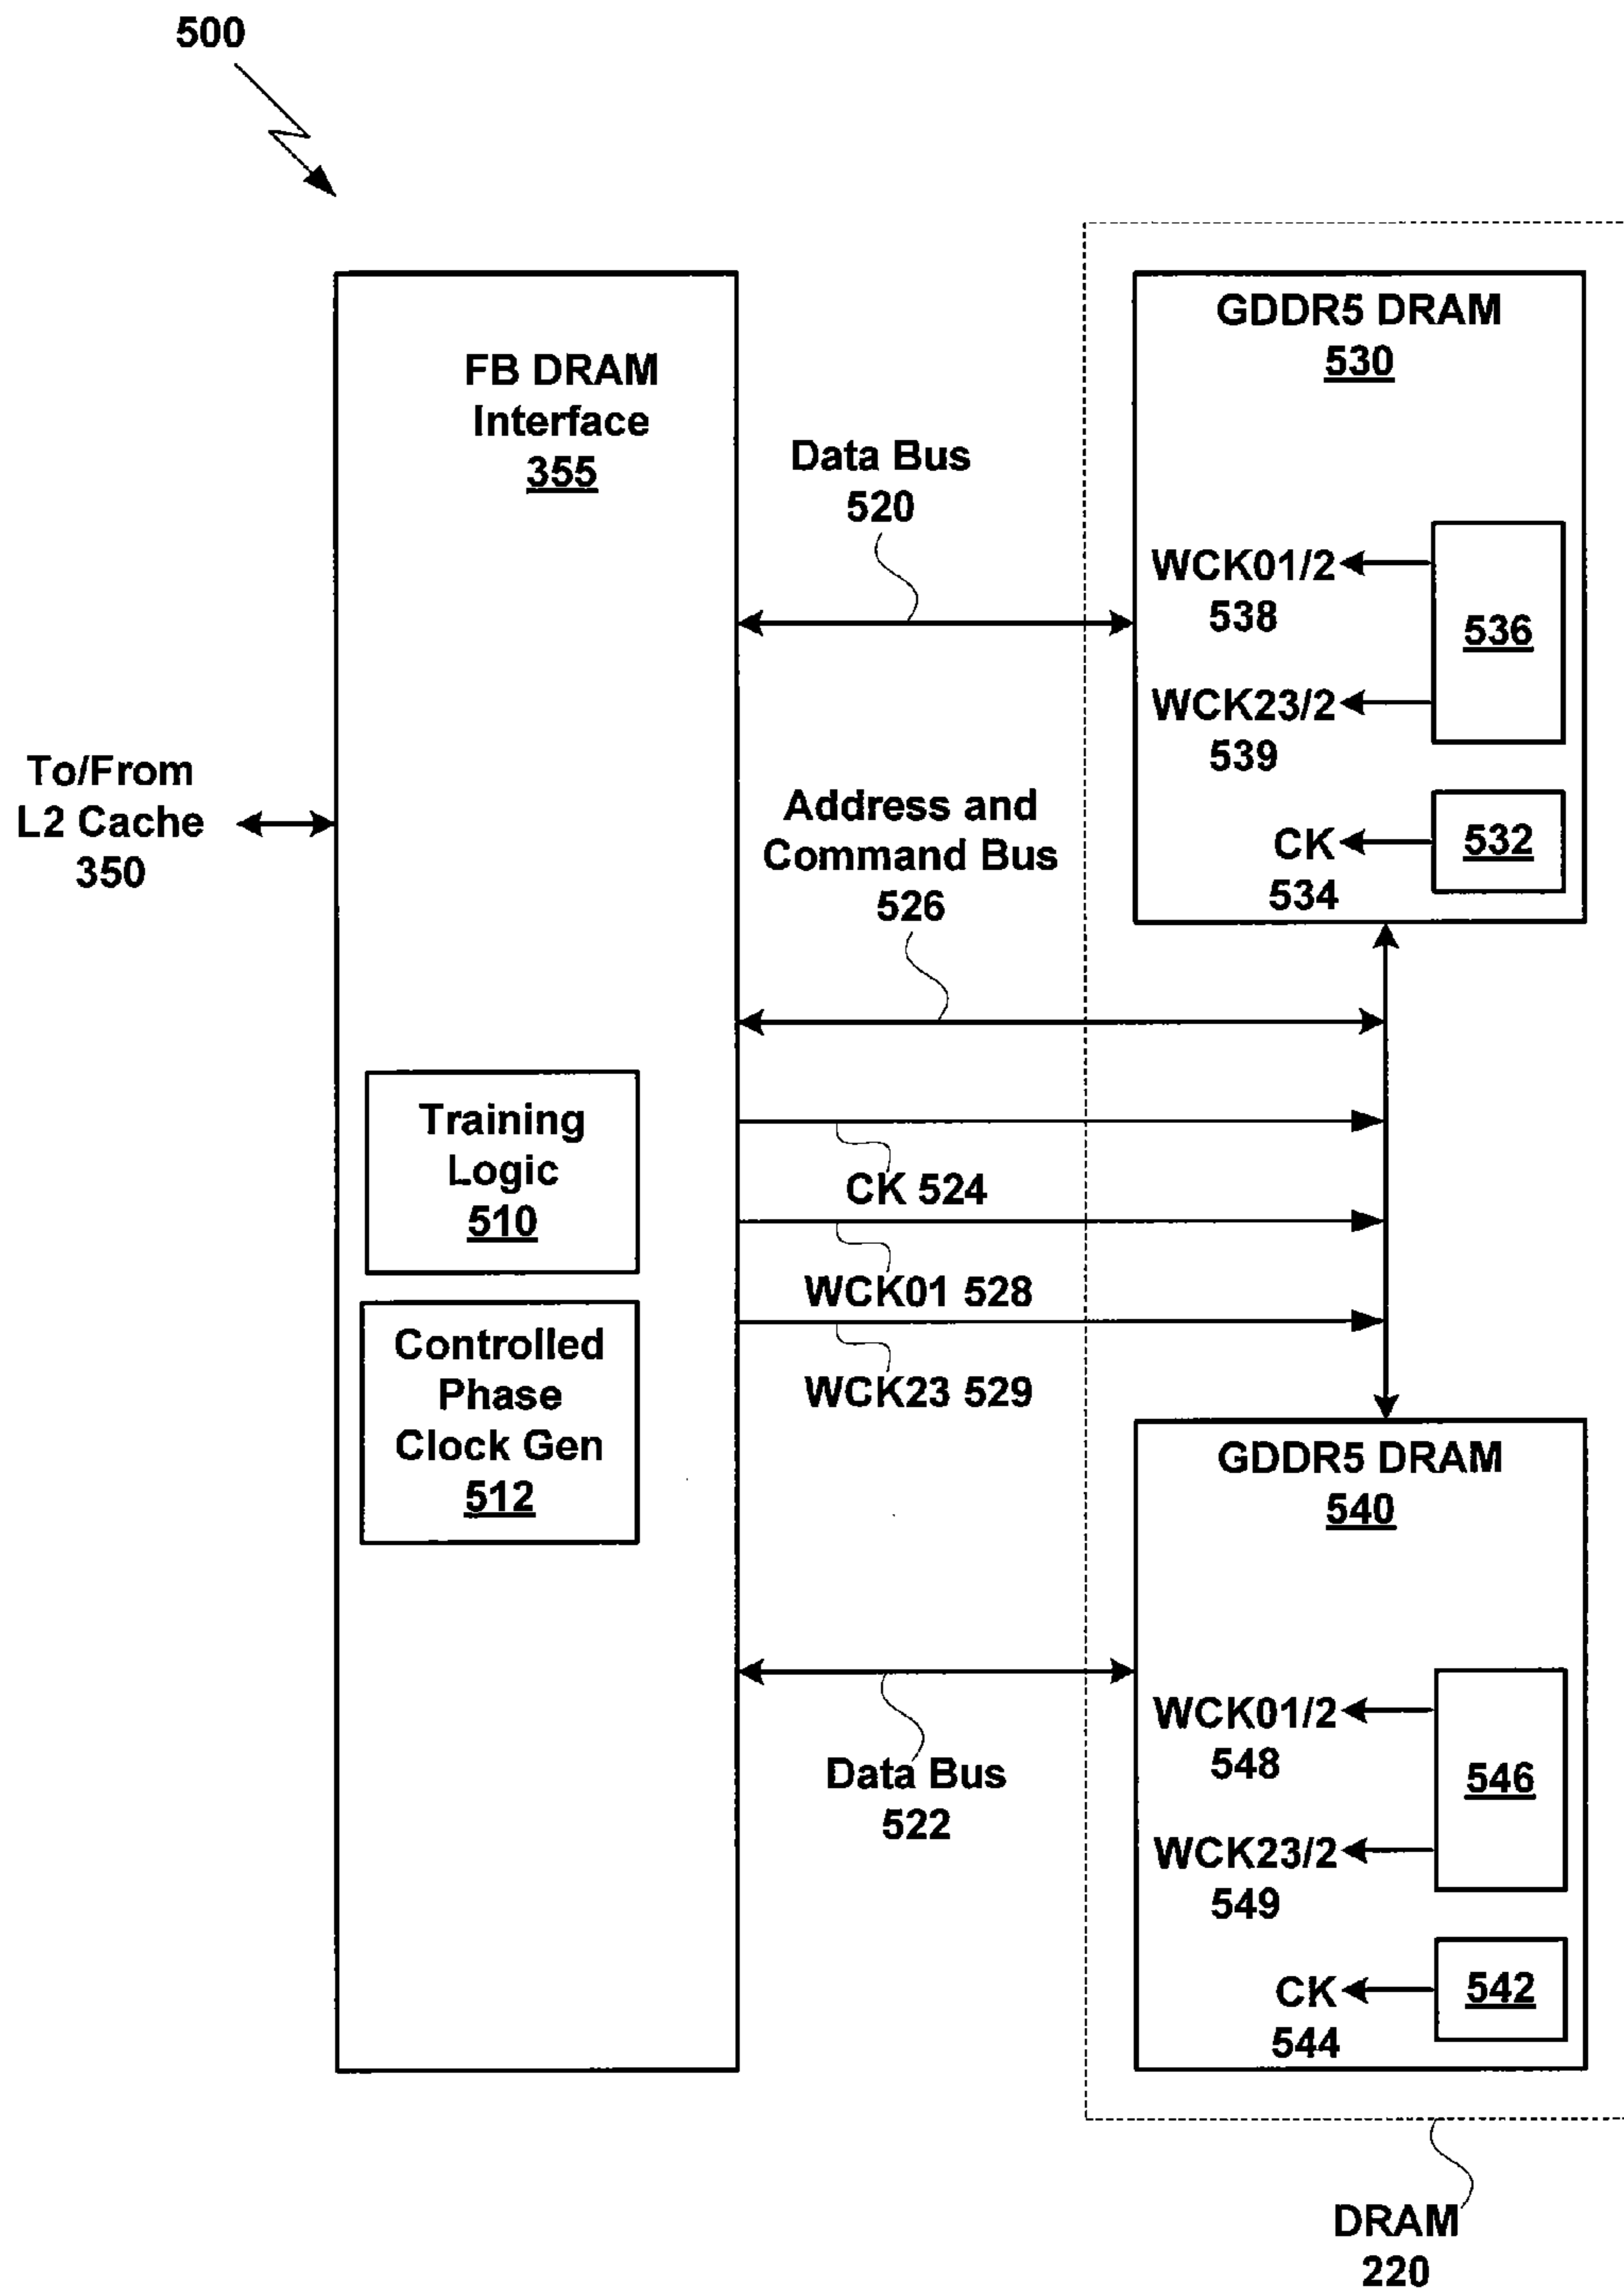 500
FB DRAM
Interface
355
To/From
L2 Cache
350
Training
Logic
510
Controlled
Phase
Clock Gen
512
Data Bus
520
Address and
Command Bus
526
CK 524
WCK01 528
WCK23 529
Data Bus
522
GDDR5 DRAM
530
WCK01/2
538
536
WCK23/2
539
CK
534
532
GDDR5 DRAM
540
WCK01/2
548
546
WCK23/2
549
CK
544
542
DRAM
220